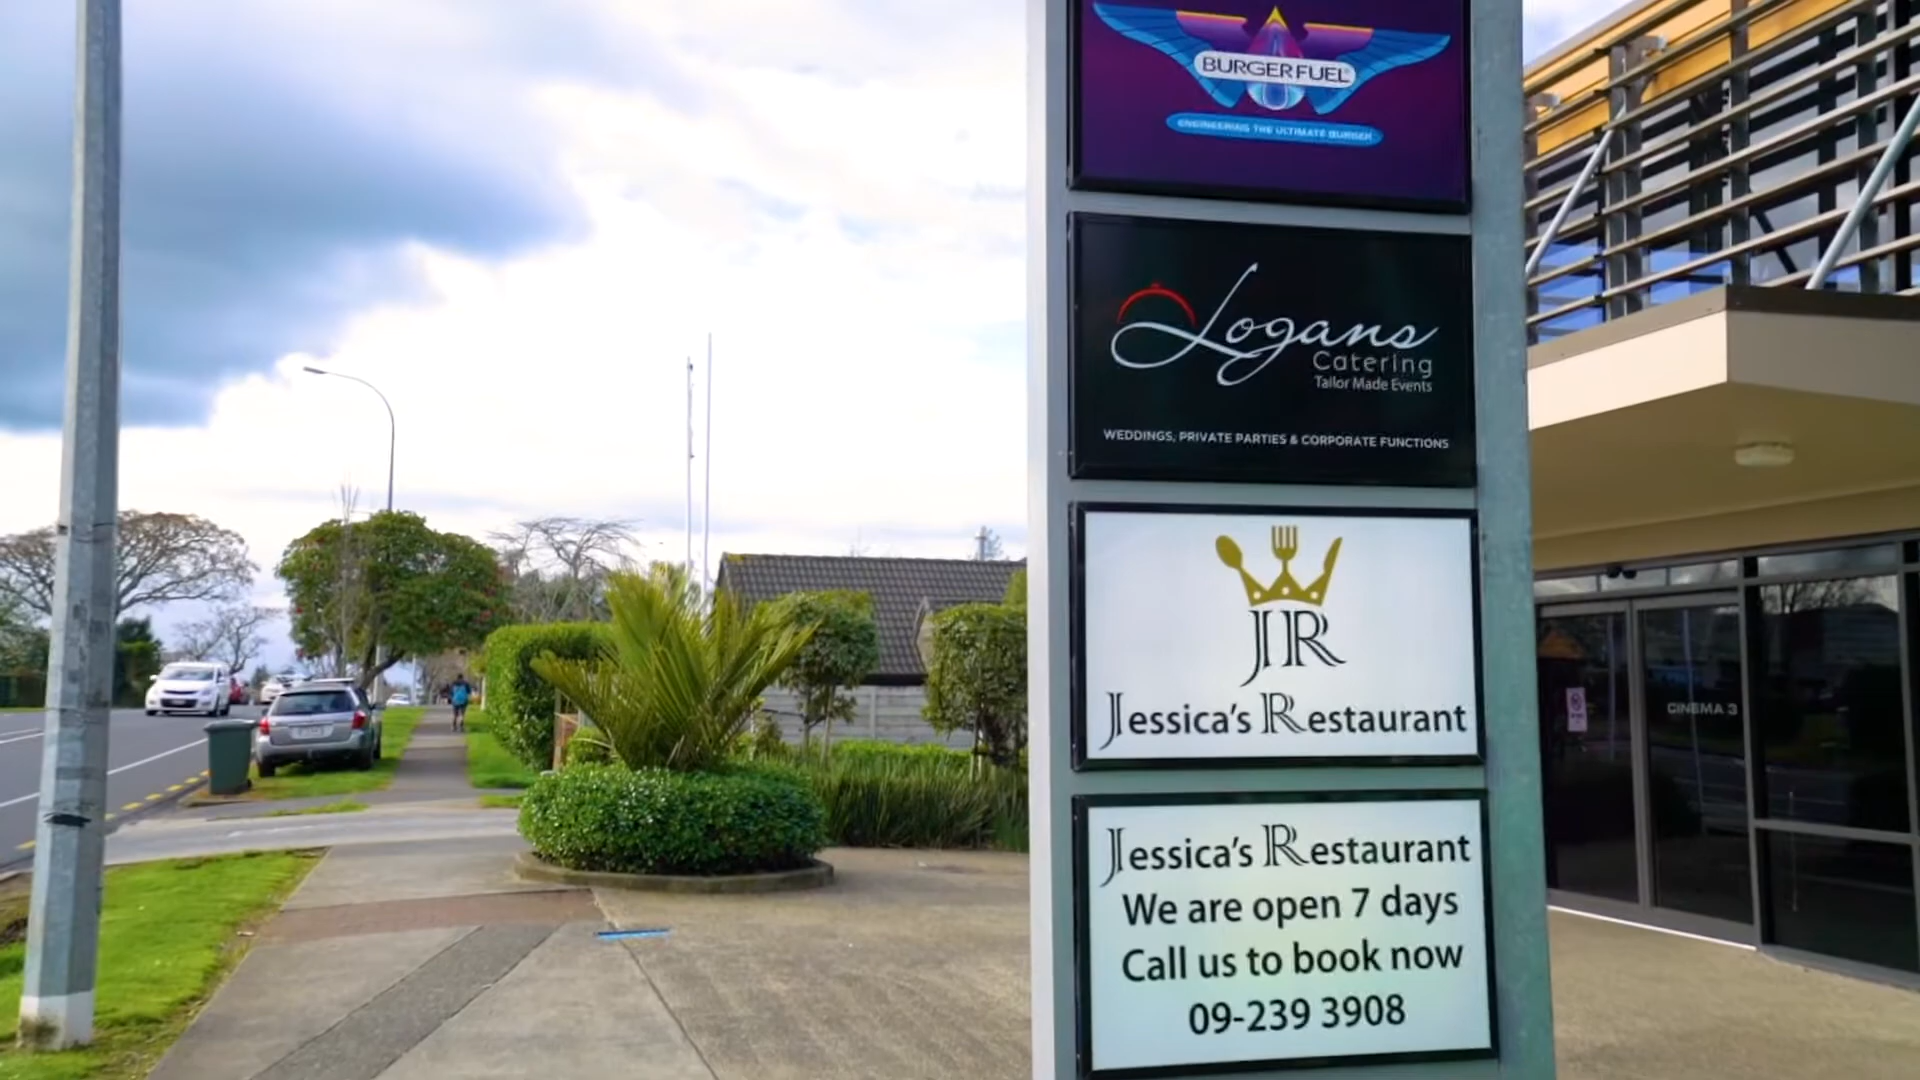 BURGERFUEL
ENGINEERING THE ULTIMATE BURGER
Logans
Catering
Tailor Made Events
WEDDINGS, PRIVATE PARTIES & CORPORATE FUNCTIONS
JR
Jessica's Restaurant
Jessica's Restaurant
We are open 7 days
Call us to book now
09-239 3908
CINEMA 3